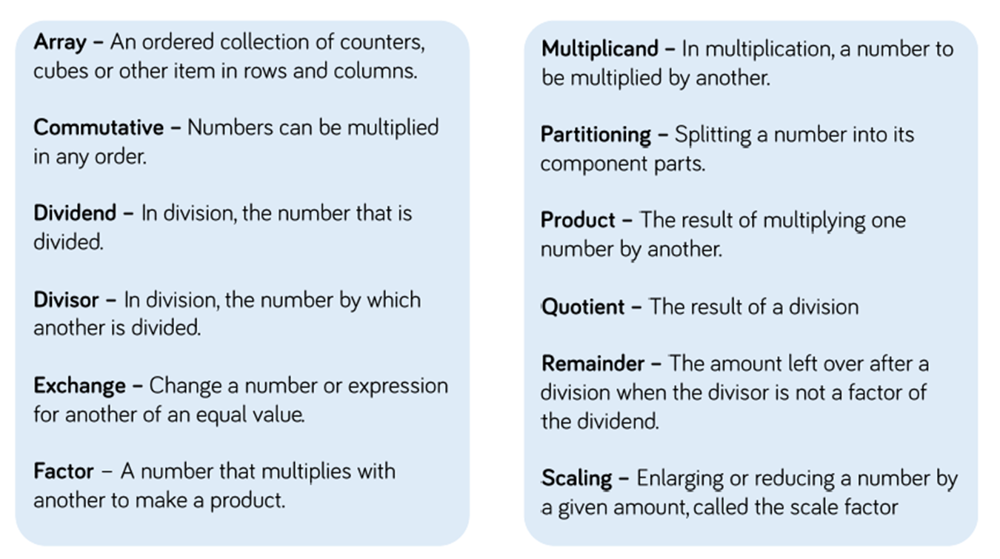 Array – An ordered collection of counters,
cubes or other item in rows and columns.
Commutative – Numbers can be multiplied
in any order.
Dividend – In division, the number that is
divided.
Divisor – In division, the number by which
another is divided.
Exchange – Change a number or expression
for another of an equal value.
Factor – A number that multiplies with
another to make a product.
Multiplicand – In multiplication, a number to
be multiplied by another.
Partitioning – Splitting a number into its
component parts.
Product – The result of multiplying one
number by another.
Quotient – The result of a division
Remainder – The amount left over after a
division when the divisor is not a factor of
the dividend.
Scaling – Enlarging or reducing a number by
a given amount, called the scale factor